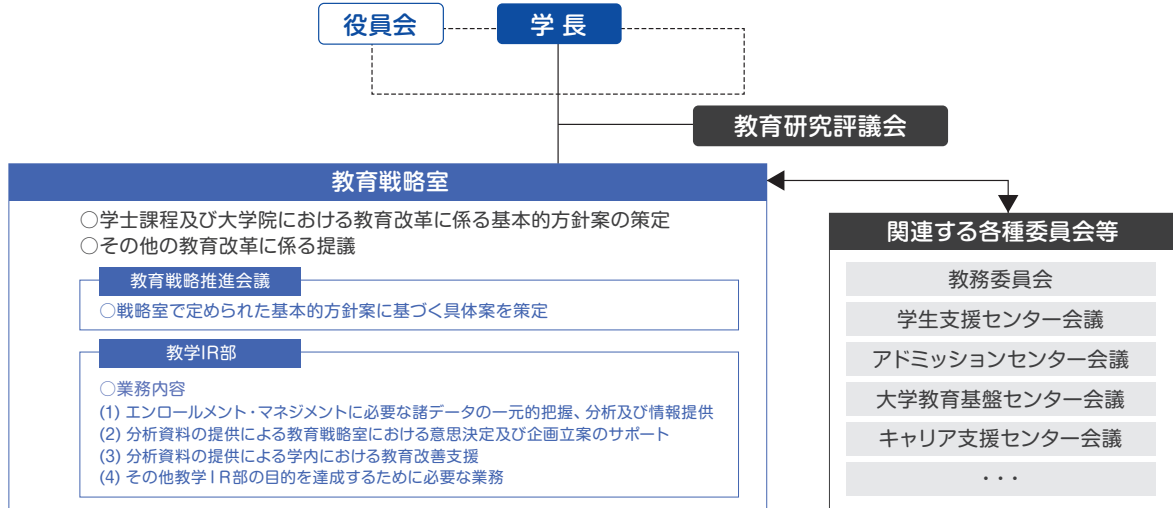 役員会
学 長
教育研究評議会
教育戦略室
○学士課程及び大学院における教育改革に係る基本的方針案の策定
○その他の教育改革に係る提議
教育戦略推進会議
○戦略室で定められた基本的方針案に基づく具体案を策定
教学IR部
○業務内容
(1) エンロールメント・マネジメントに必要な諸データの一元的把握、分析及び情報提供
(2) 分析資料の提供による教育戦略室における意思決定及び企画立案のサポート
(3) 分析資料の提供による学内における教育改善支援
(4) その他教学IR部の目的を達成するために必要な業務
関連する各種委員会等
教務委員会
学生支援センター会議
アドミッションセンター会議
大学教育基盤センター会議
キャリア支援センター会議
・・・